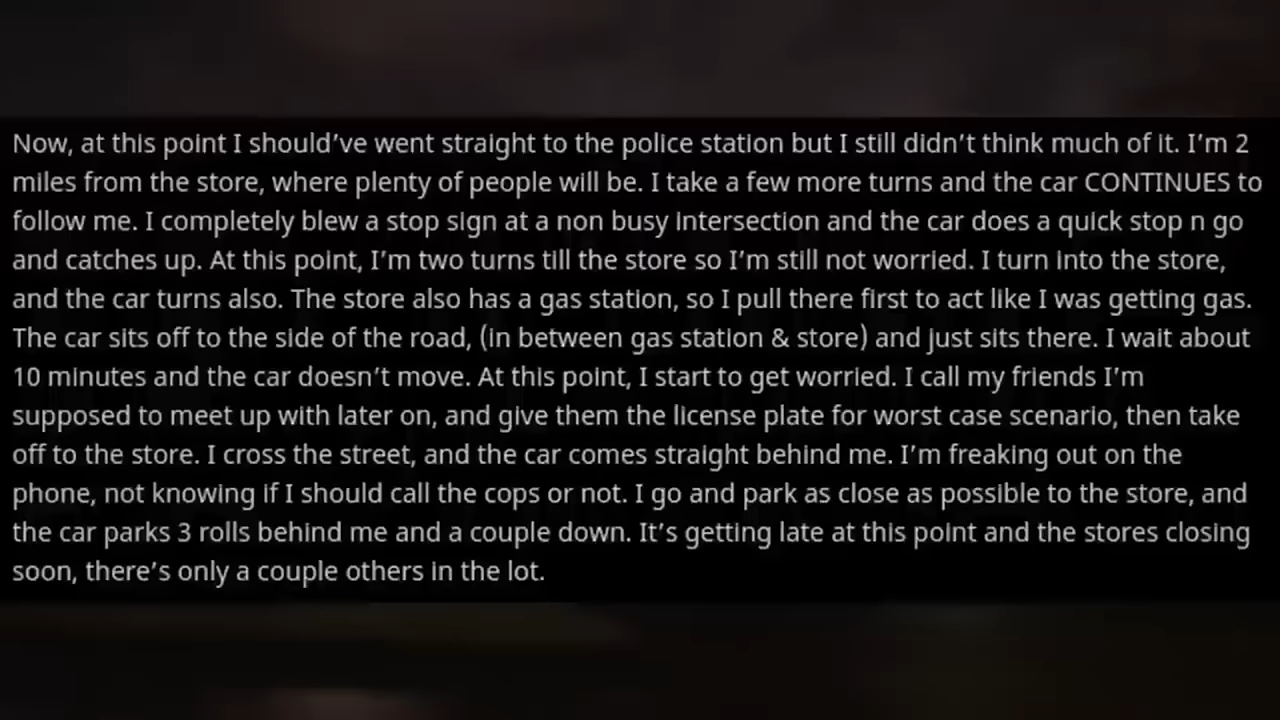 Now, at this point I should’ve went straight to the police station but I still didn’t think much of it. I’m 2
miles from the store, where plenty of people will be. I take a few more turns and the car CONTINUES to
follow me. I completely blew a stop sign at a non busy intersection and the car does a quick stop n go
and catches up. At this point, I’m two turns till the store so I’m still not worried. I turn into the store,
and the car turns also. The store also has a gas station, so I pull there first to act like I was getting gas.
The car sits off to the side of the road, (in between gas station & store) and just sits there. I wait about
10 minutes and the car doesn’t move. At this point, I start to get worried. I call my friends I’m
supposed to meet up with later on, and give them the license plate for worst case scenario, then take
off to the store. I cross the street, and the car comes straight behind me. I’m freaking out on the
phone, not knowing if I should call the cops or not. I go and park as close as possible to the store, and
the car parks 3 rolls behind me and a couple down. It’s getting late at this point and the stores closing
soon, there’s only a couple others in the lot.